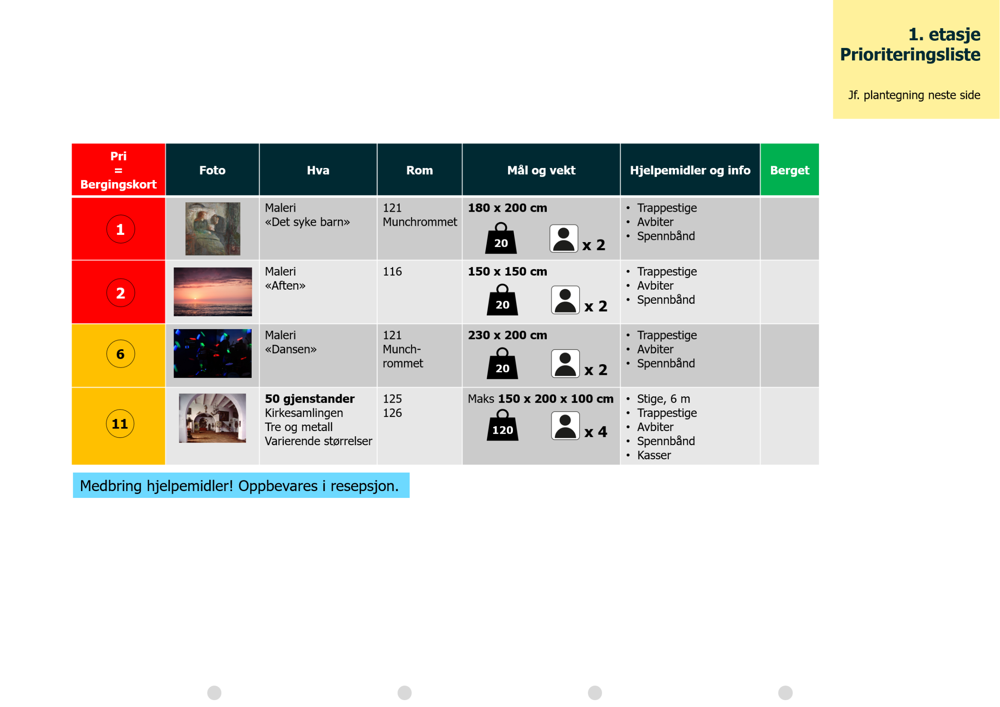 1. etasje
Prioriteringsliste
Jf. plantegning neste side
Pri
=
Bergingskort
Foto
Hva
Rom
Mål og vekt
Hjelpemidler og info
Berget
1
Maleri
«Det syke barn»
121
Munchrommet
180 x 200 cm
20
x 2
• Trappestige
• Avbiter
• Spennbånd
2
Maleri
«Aften»
116
150 x 150 cm
20
x 2
• Trappestige
• Avbiter
• Spennbånd
6
Maleri
«Dansen»
121
Munch-
rommet
230 x 200 cm
20
x 2
• Trappestige
• Avbiter
• Spennbånd
11
50 gjenstander
Kirkesamlingen
Tre og metall
Varierende størrelser
125
126
Maks 150 x 200 x 100 cm
120
x 4
• Stige, 6 m
• Trappestige
• Avbiter
• Spennbånd
• Kasser
Medbring hjelpemidler! Oppbevares i resepsjon.